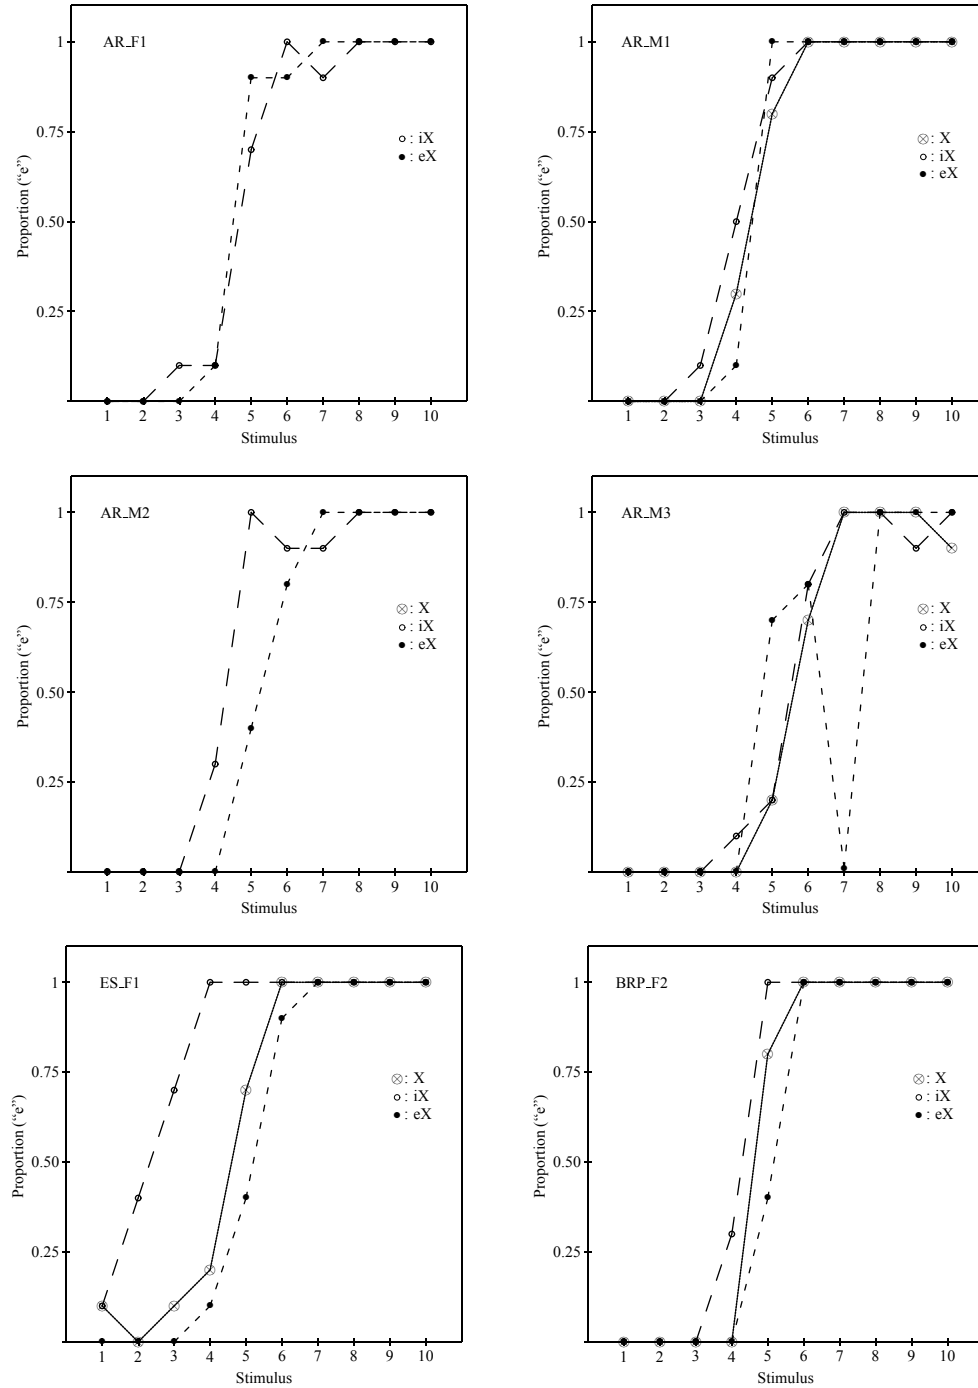 AR_F1
Proportion (“e”)
1
0.75
0.50
0.25
: iX
: eX
1 2 3 4 5 6 7 8 9 10
Stimulus
AR_M1
Proportion (“e”)
1
0.75
0.50
0.25
: X
: iX
: eX
1 2 3 4 5 6 7 8 9 10
Stimulus
AR_M2
Proportion (“e”)
1
0.75
0.50
0.25
: X
: iX
: eX
1 2 3 4 5 6 7 8 9 10
Stimulus
AR_M3
Proportion (“e”)
1
0.75
0.50
0.25
: X
: iX
: eX
1 2 3 4 5 6 7 8 9 10
Stimulus
ES_F1
Proportion (“e”)
1
0.75
0.50
0.25
: X
: iX
: eX
1 2 3 4 5 6 7 8 9 10
Stimulus
BRP_F2
Proportion (“e”)
1
0.75
0.50
0.25
: X
: iX
: eX
1 2 3 4 5 6 7 8 9 10
Stimulus